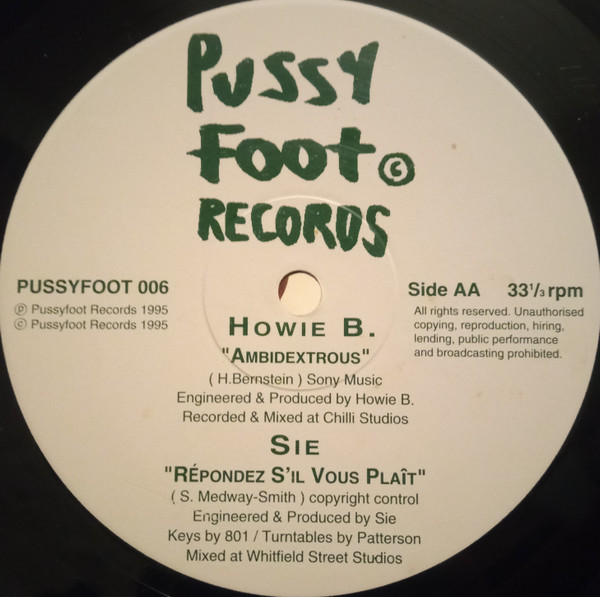 PUSSY
FOOT ©
RECORDS
PUSSYFOOT 006
℗ Pussyfoot Records 1995
© Pussyfoot Records 1995
Side AA 33⅓ rpm
All rights reserved. Unauthorised
copying, reproduction, hiring,
lending, public performance
and broadcasting prohibited.
HOWIE B.
"AMBIDEXTROUS"
( H.Bernstein ) Sony Music
Engineered & Produced by Howie B.
Recorded & Mixed at Chilli Studios
SIE
"RÉPONDEZ S'IL VOUS PLAÎT"
( S. Medway-Smith ) copyright control
Engineered & Produced by Sie
Keys by 801 / Turntables by Patterson
Mixed at Whitfield Street Studios